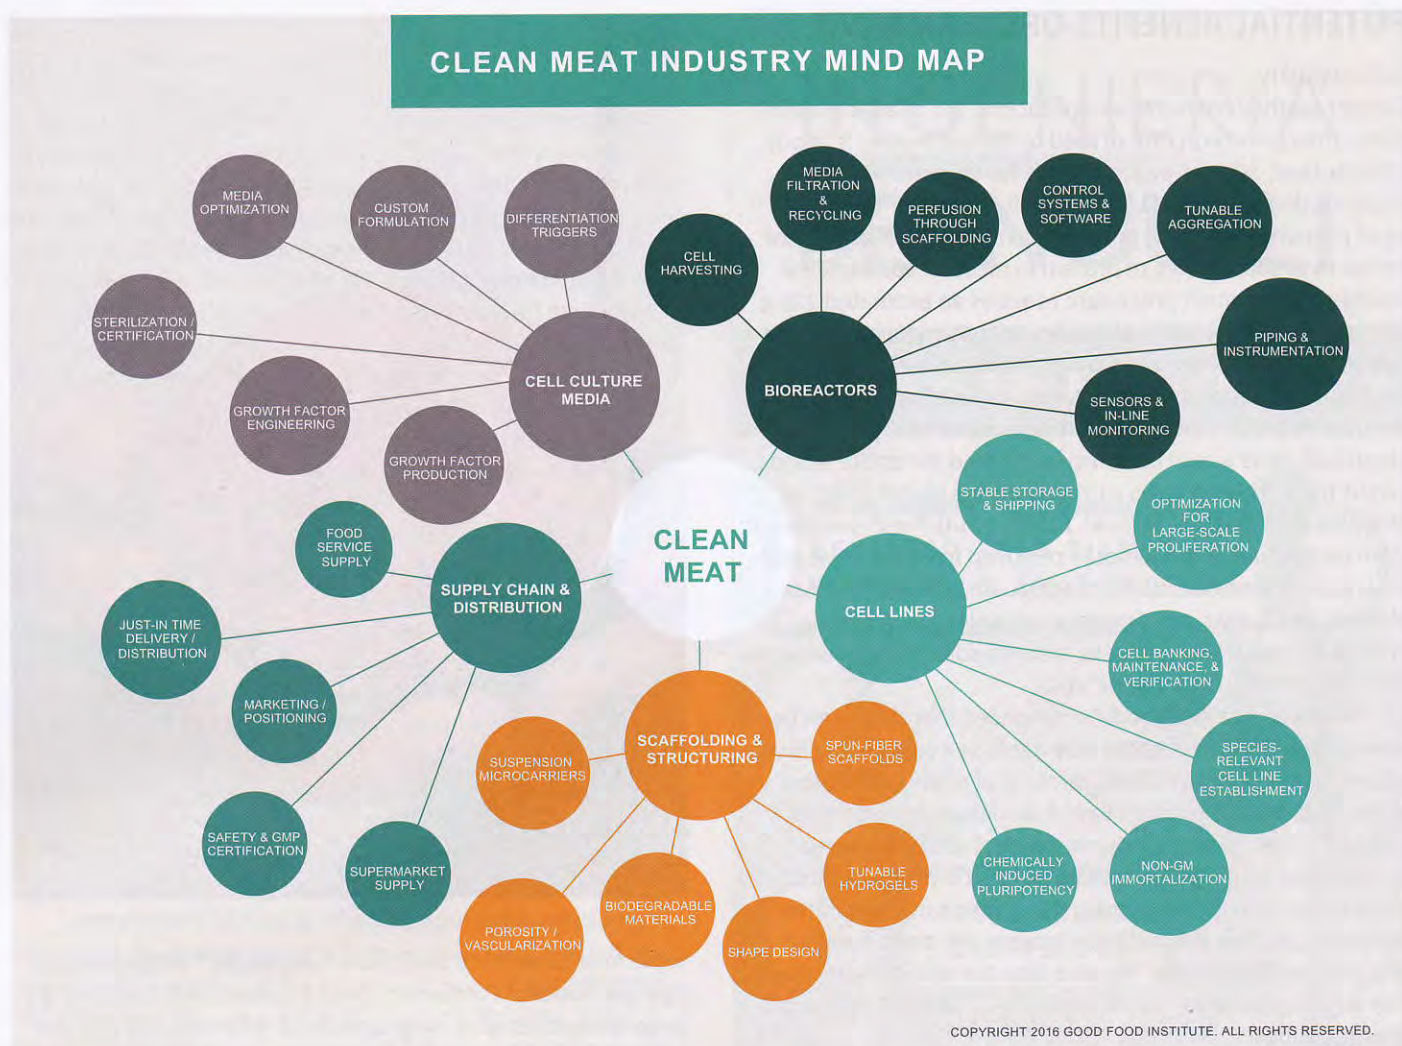 CLEAN MEAT INDUSTRY MIND MAP
MEDIA
OPTIMIZATION
CUSTOM
FORMULATION
DIFFERENTIATION
TRIGGERS
STERILIZATION /
CERTIFICATION
GROWTH FACTOR
ENGINEERING
GROWTH FACTOR
PRODUCTION
CELL CULTURE
MEDIA
CELL
HARVESTING
MEDIA
FILTRATION
&
RECYCLING
PERFUSION
THROUGH
SCAFFOLDING
CONTROL
SYSTEMS &
SOFTWARE
TUNABLE
AGGREGATION
PIPING &
INSTRUMENTATION
SENSORS &
IN-LINE
MONITORING
BIOREACTORS
CLEAN
MEAT
FOOD
SERVICE
SUPPLY
JUST-IN TIME
DELIVERY /
DISTRIBUTION
MARKETING /
POSITIONING
SAFETY & GMP
CERTIFICATION
SUPERMARKET
SUPPLY
SUPPLY CHAIN &
DISTRIBUTION
STABLE STORAGE
& SHIPPING
OPTIMIZATION
FOR
LARGE-SCALE
PROLIFERATION
CELL LINES
CELL BANKING,
MAINTENANCE, &
VERIFICATION
SPECIES-
RELEVANT
CELL LINE
ESTABLISHMENT
NON-GM
IMMORTALIZATION
CHEMICALLY
INDUCED
PLURIPOTENCY
SCAFFOLDING &
STRUCTURING
SUSPENSION
MICROCARRIERS
SPUN-FIBER
SCAFFOLDS
POROSITY /
VASCULARIZATION
BIODEGRADABLE
MATERIALS
SHAPE DESIGN
TUNABLE
HYDROGELS
COPYRIGHT 2016 GOOD FOOD INSTITUTE. ALL RIGHTS RESERVED.